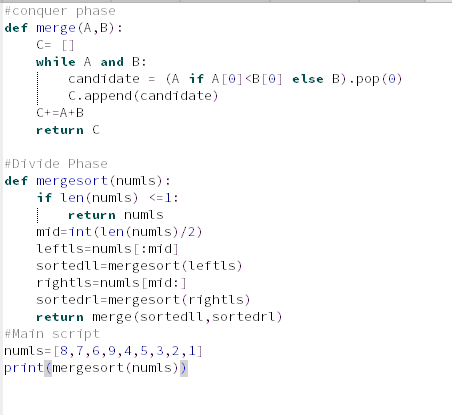 #conquer phase
def merge(A,B):
    C= []
    while A and B:
        candidate = (A if A[0]<B[0] else B).pop(0)
        C.append(candidate)
    C+=A+B
    return C

#Divide Phase
def mergesort(numls):
    if len(numls) <=1:
        return numls
    mid=int(len(numls)/2)
    leftls=numls[:mid]
    sortedll=mergesort(leftls)
    rightls=numls[mid:]
    sortedrl=mergesort(rightls)
    return merge(sortedll,sortedrl)
#Main script
numls=[8,7,6,9,4,5,3,2,1]
print(mergesort(numls))